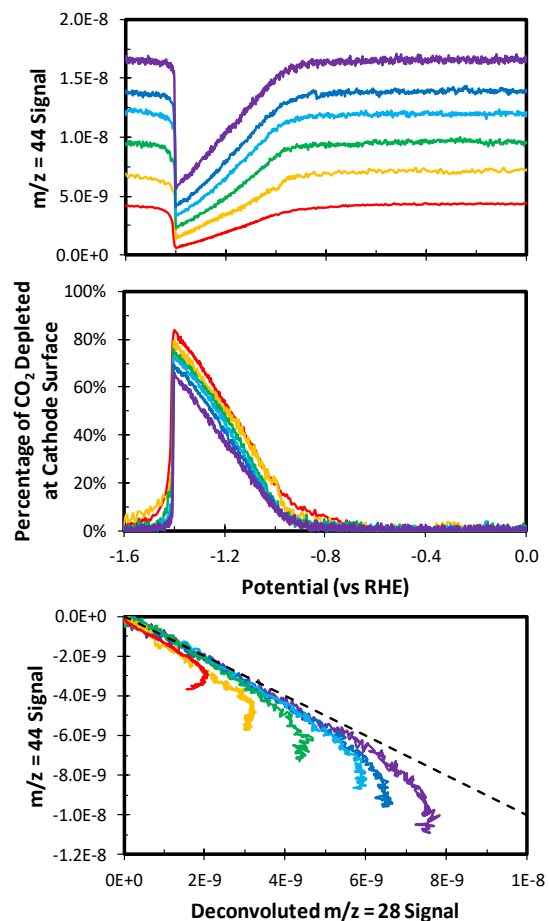 2.0E-8
1.5E-8
1.0E-8
5.0E-9
0.0E+0
m/z = 44 Signal
100%
80%
60%
40%
20%
0%
Percentage of CO2 Depleted
at Cathode Surface
-1.6
-1.2
-0.8
-0.4
0.0
Potential (vs RHE)
0.0E+0
-2.0E-9
-4.0E-9
-6.0E-9
-8.0E-9
-1.0E-8
-1.2E-8
m/z = 44 Signal
0E+0
2E-9
4E-9
6E-9
8E-9
1E-8
Deconvoluted m/z = 28 Signal